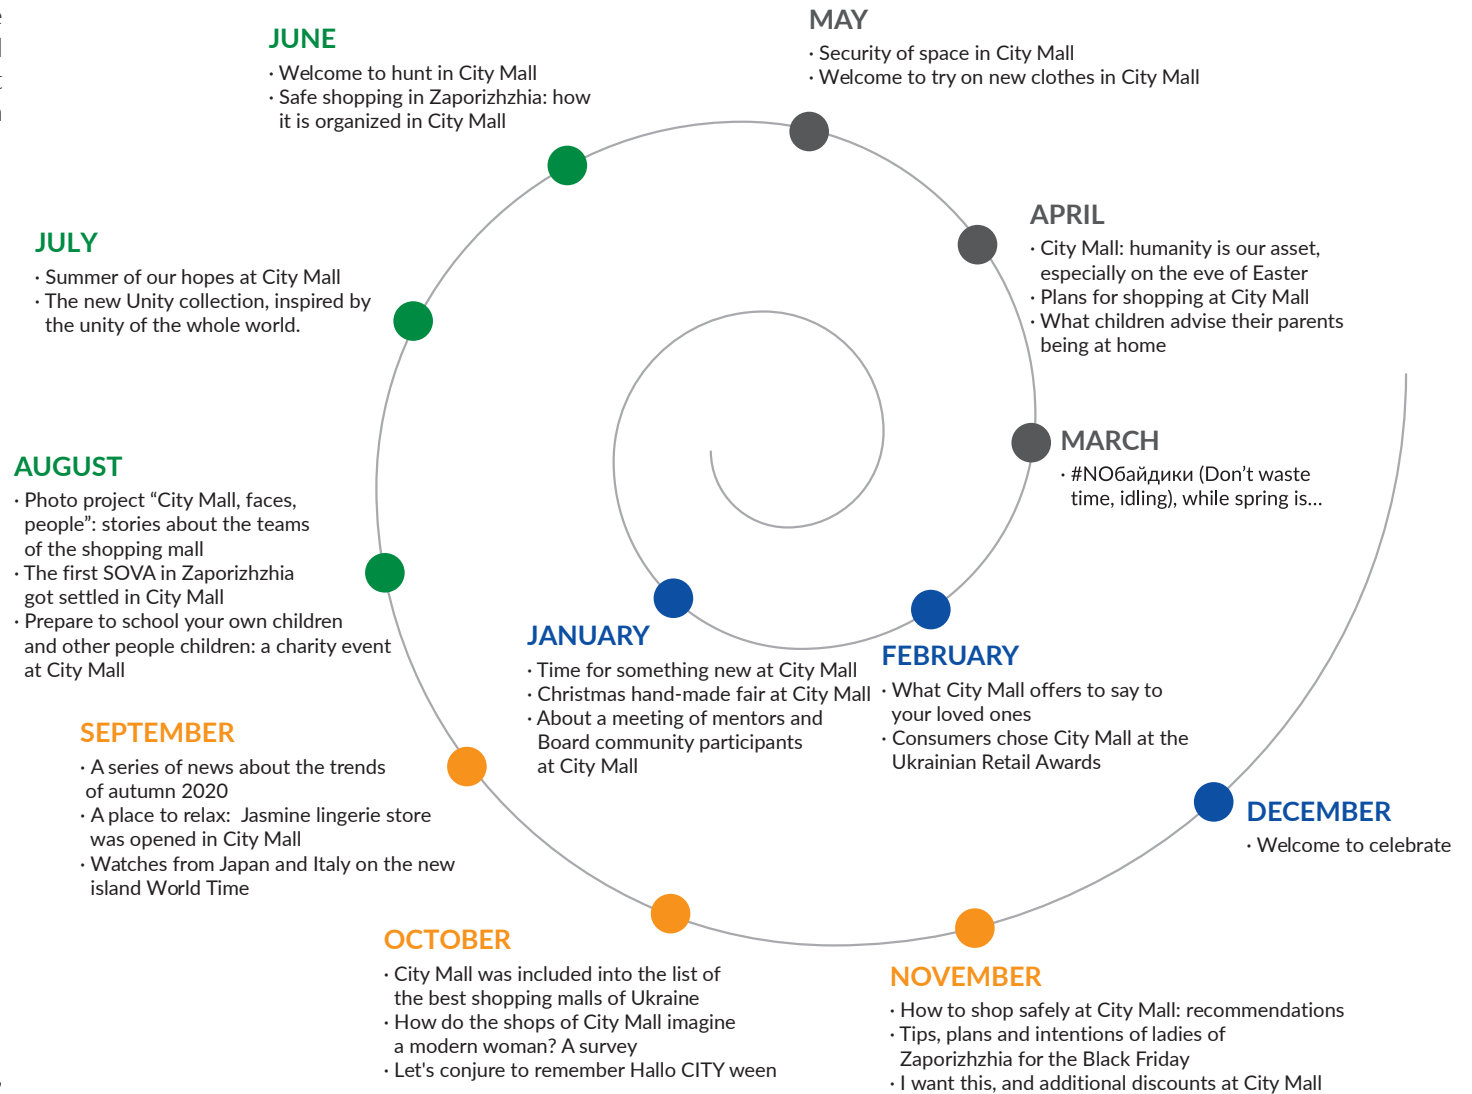 JANUARY
· Time for something new at City Mall
· Christmas hand-made fair at City Mall
· About a meeting of mentors and
Board community participants
at City Mall
FEBRUARY
· What City Mall offers to say to
your loved ones
· Consumers chose City Mall at the
Ukrainian Retail Awards
MARCH
· #NOбайдики (Don’t waste
time, idling), while spring is...
APRIL
· City Mall: humanity is our asset,
especially on the eve of Easter
· Plans for shopping at City Mall
· What children advise their parents
being at home
MAY
· Security of space in City Mall
· Welcome to try on new clothes in City Mall
JUNE
· Welcome to hunt in City Mall
· Safe shopping in Zaporizhzhia: how
it is organized in City Mall
JULY
· Summer of our hopes at City Mall
· The new Unity collection, inspired by
the unity of the whole world.
AUGUST
· Photo project “City Mall, faces,
people”: stories about the teams
of the shopping mall
· The first SOVA in Zaporizhzhia
got settled in City Mall
· Prepare to school your own children
and other people children: a charity event
at City Mall
SEPTEMBER
· A series of news about the trends
of autumn 2020
· A place to relax: Jasmine lingerie store
was opened in City Mall
· Watches from Japan and Italy on the new
island World Time
OCTOBER
· City Mall was included into the list of
the best shopping malls of Ukraine
· How do the shops of City Mall imagine
a modern woman? A survey
· Let's conjure to remember Hallo CITY ween
NOVEMBER
· How to shop safely at City Mall: recommendations
· Tips, plans and intentions of ladies of
Zaporizhzhia for the Black Friday
· I want this, and additional discounts at City Mall
DECEMBER
· Welcome to celebrate